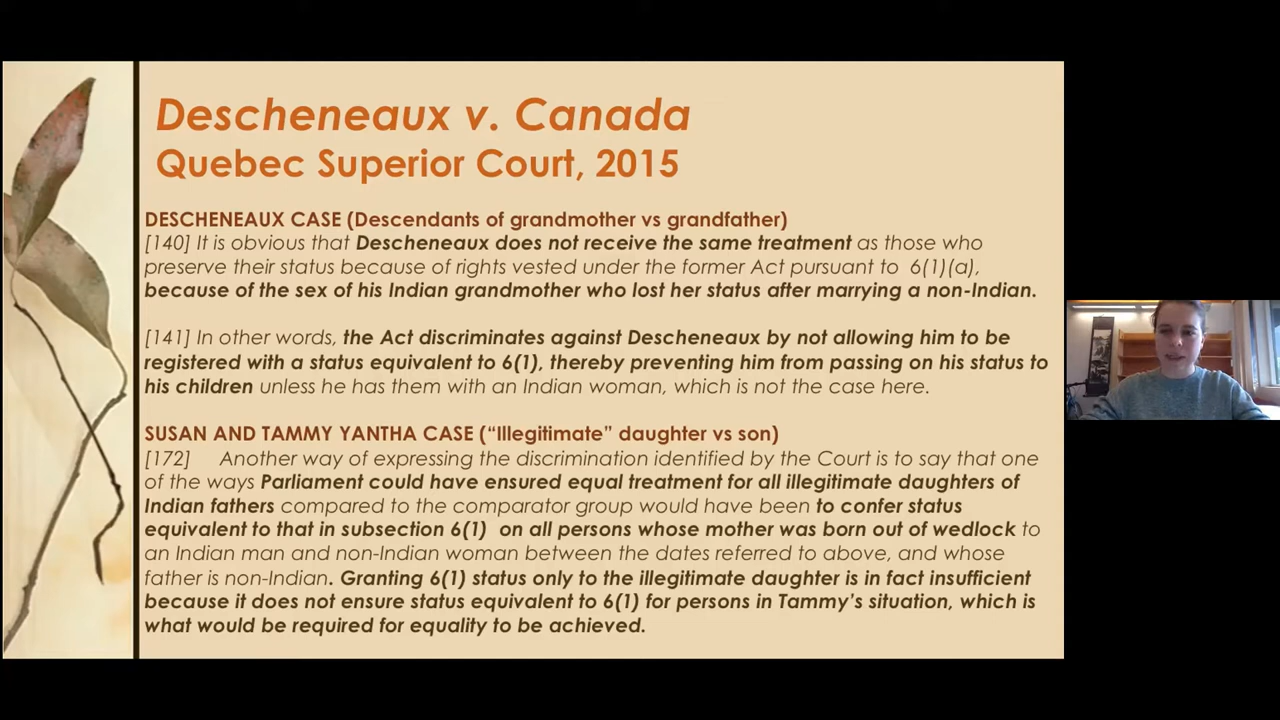 Descheneaux v. Canada
Quebec Superior Court, 2015
DESCHENEAUX CASE (Descendants of grandmother vs grandfather)
[140] It is obvious that Descheneaux does not receive the same treatment as those who
preserve their status because of rights vested under the former Act pursuant to 6(1)(a),
because of the sex of his Indian grandmother who lost her status after marrying a non-Indian.
[141] In other words, the Act discriminates against Descheneaux by not allowing him to be
registered with a status equivalent to 6(1), thereby preventing him from passing on his status to
his children unless he has them with an Indian woman, which is not the case here.
SUSAN AND TAMMY YANTHA CASE (“Illegitimate” daughter vs son)
[172] Another way of expressing the discrimination identified by the Court is to say that one
of the ways Parliament could have ensured equal treatment for all illegitimate daughters of
Indian fathers compared to the comparator group would have been to confer status
equivalent to that in subsection 6(1) on all persons whose mother was born out of wedlock to
an Indian man and non-Indian woman between the dates referred to above, and whose
father is non-Indian. Granting 6(1) status only to the illegitimate daughter is in fact insufficient
because it does not ensure status equivalent to 6(1) for persons in Tammy’s situation, which is
what would be required for equality to be achieved.